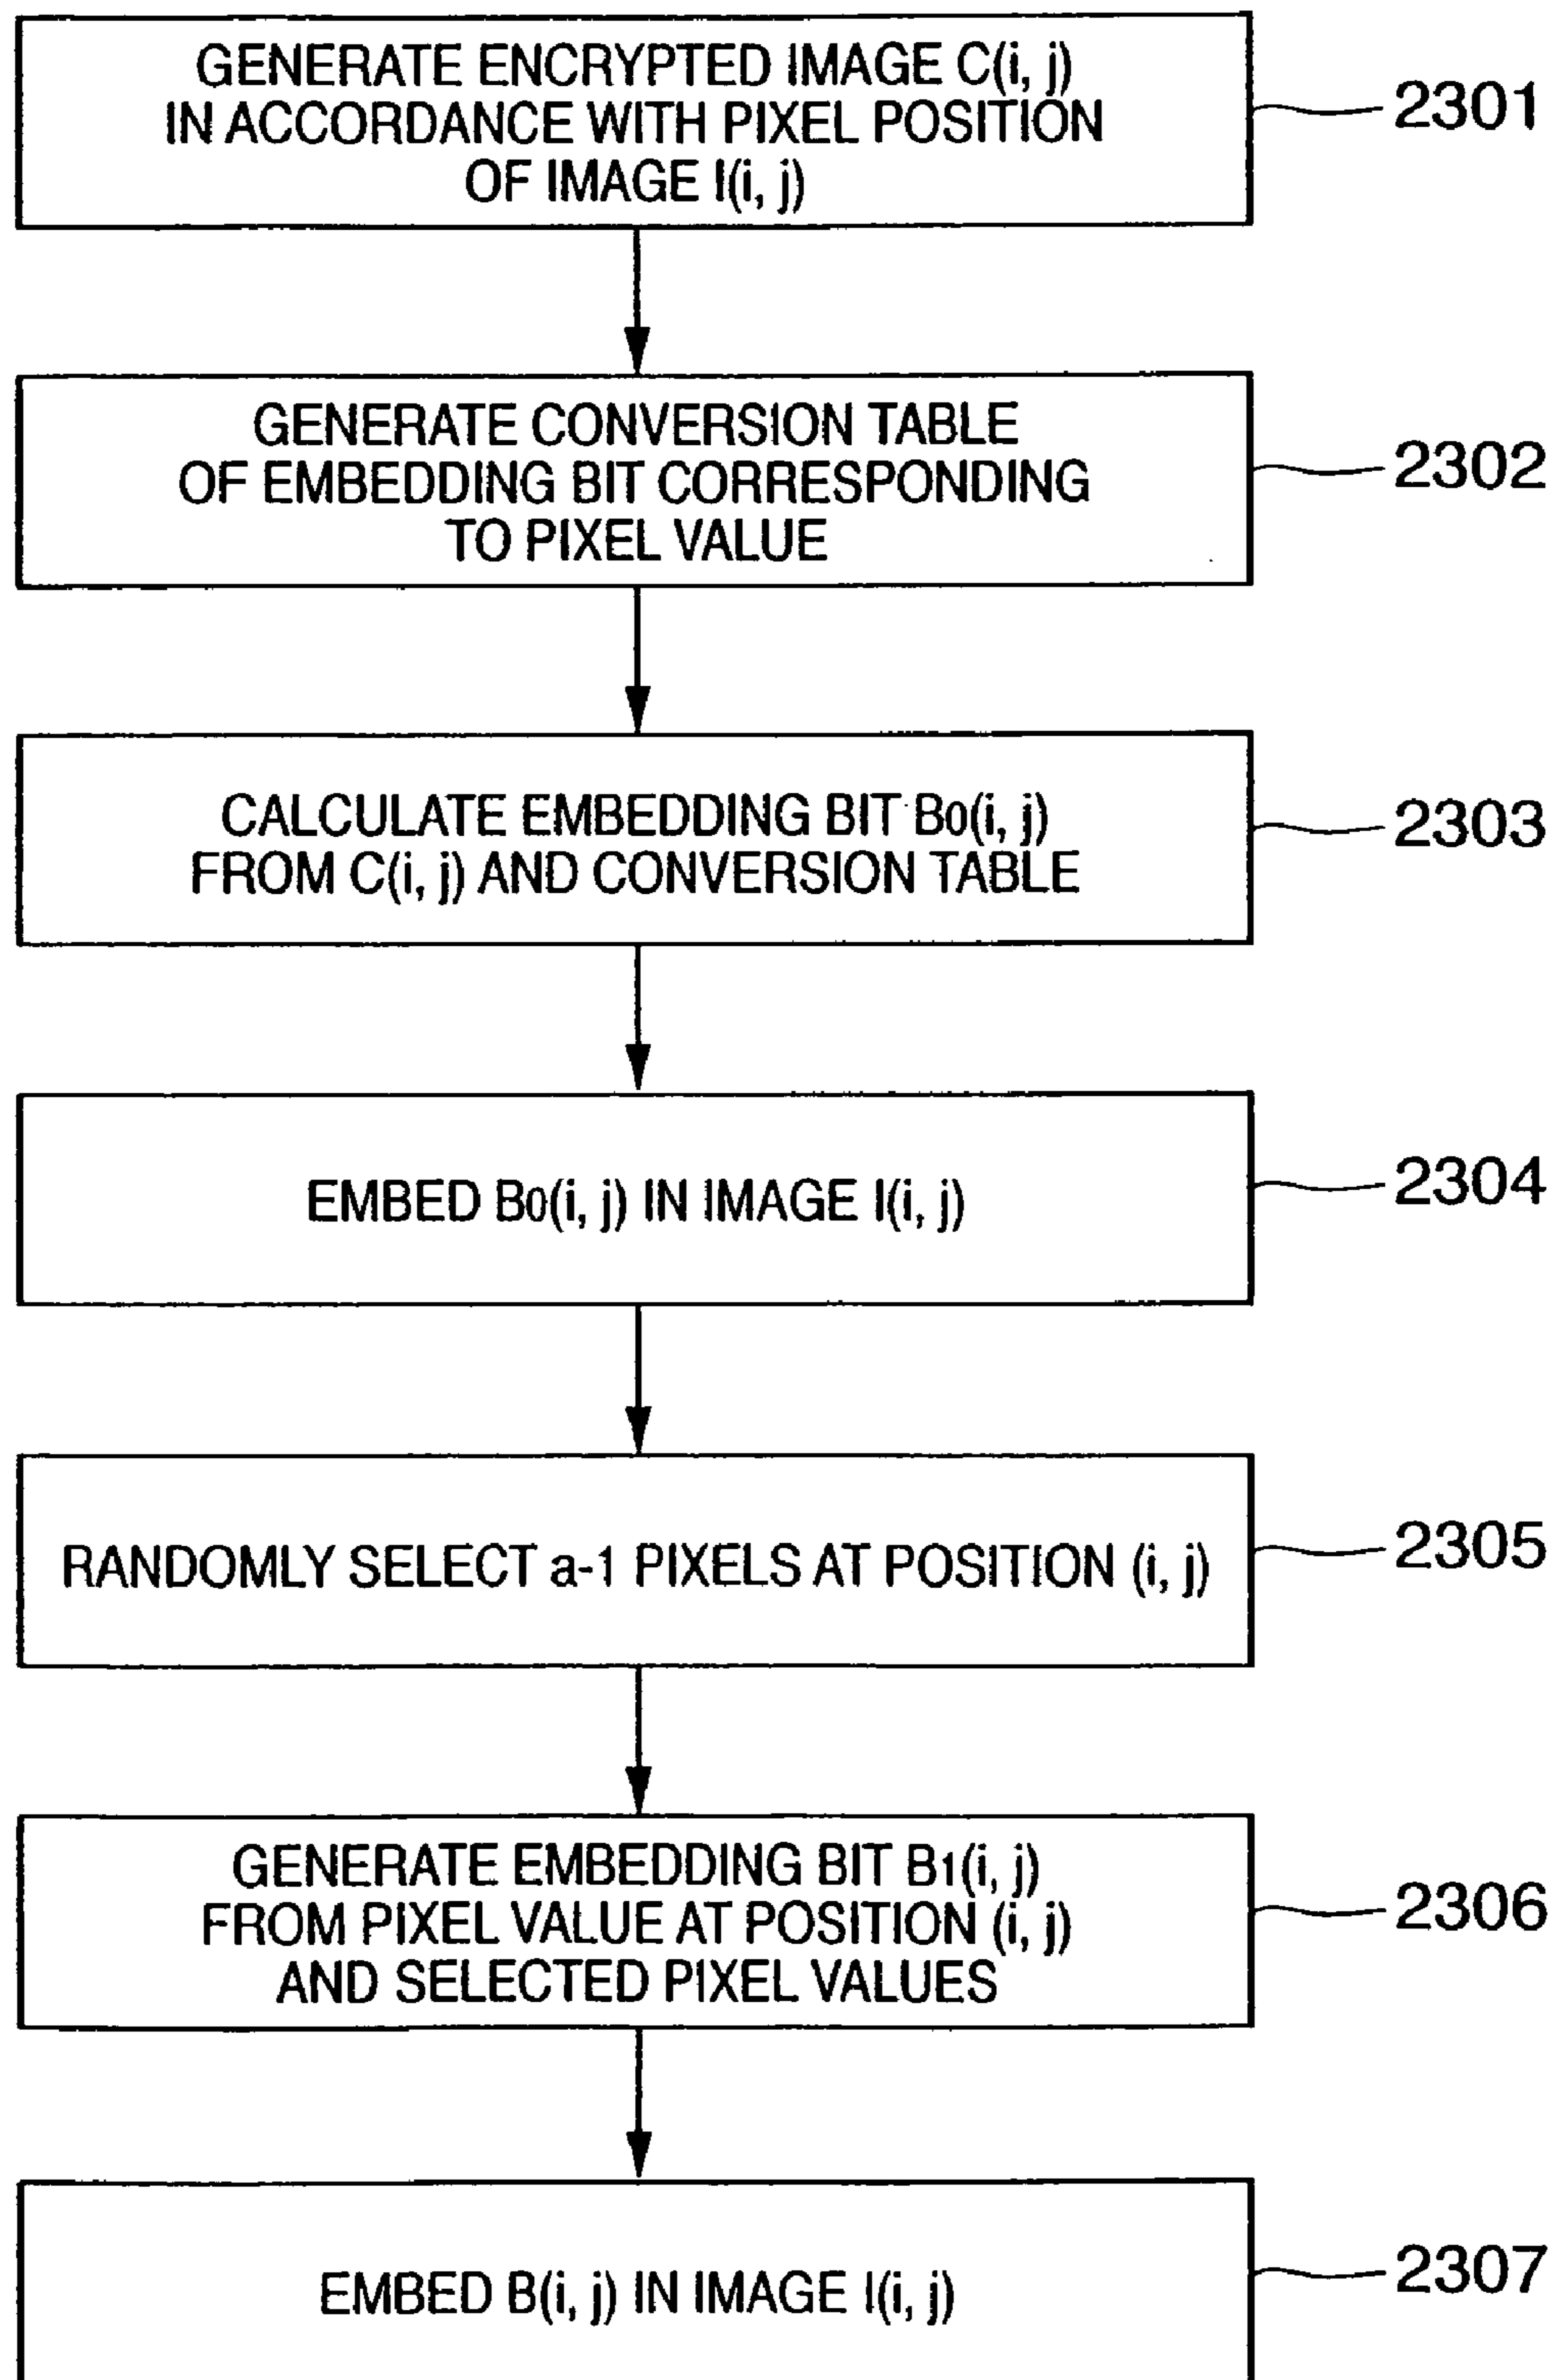 GENERATE ENCRYPTED IMAGE C(i, j)
IN ACCORDANCE WITH PIXEL POSITION
OF IMAGE I(i, j)
2301
GENERATE CONVERSION TABLE
OF EMBEDDING BIT CORRESPONDING
TO PIXEL VALUE
2302
CALCULATE EMBEDDING BIT B0(i, j)
FROM C(i, j) AND CONVERSION TABLE
2303
EMBED B0(i, j) IN IMAGE I(i, j)
2304
RANDOMLY SELECT a-1 PIXELS AT POSITION (i, j)
2305
GENERATE EMBEDDING BIT B1(i, j)
FROM PIXEL VALUE AT POSITION (i, j)
AND SELECTED PIXEL VALUES
2306
EMBED B(i, j) IN IMAGE I(i, j)
2307